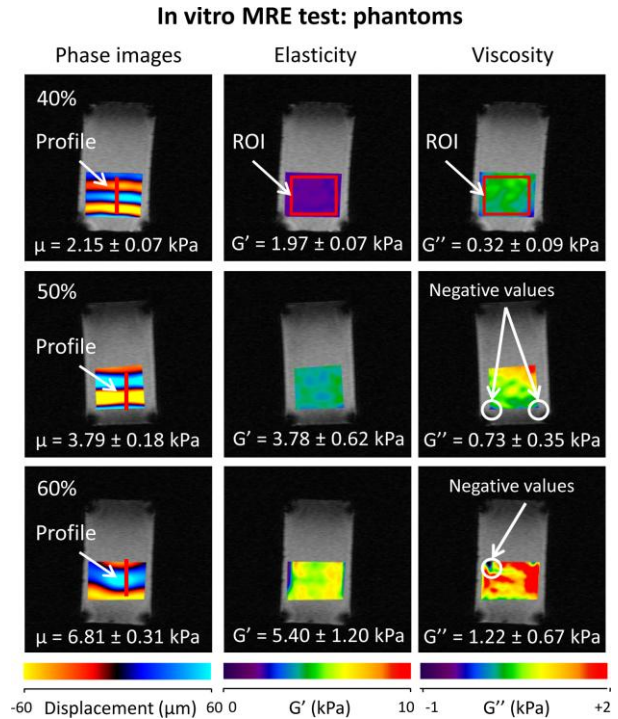 In vitro MRE test: phantoms
Phase images Elasticity Viscosity
40%
Profile ROI ROI
μ = 2.15 ± 0.07 kPa G’ = 1.97 ± 0.07 kPa G’’ = 0.32 ± 0.09 kPa
50% Negative values
Profile
μ = 3.79 ± 0.18 kPa G’ = 3.78 ± 0.62 kPa G’’ = 0.73 ± 0.35 kPa
60% Negative values
Profile
μ = 6.81 ± 0.31 kPa G’ = 5.40 ± 1.20 kPa G’’ = 1.22 ± 0.67 kPa
-60 Displacement (μm) 60 0 G’ (kPa) 10 -1 G’’ (kPa) +2